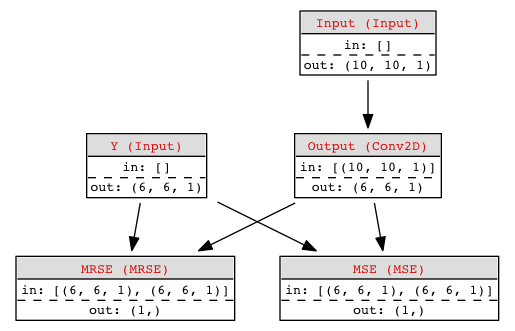 Input (Input)
in: []
out: (10, 10, 1)
Y (Input)
in: []
out: (6, 6, 1)
Output (Conv2D)
in: [(10, 10, 1)]
out: (6, 6, 1)
MRSE (MRSE)
in: [(6, 6, 1), (6, 6, 1)]
out: (1,)
MSE (MSE)
in: [(6, 6, 1), (6, 6, 1)]
out: (1,)